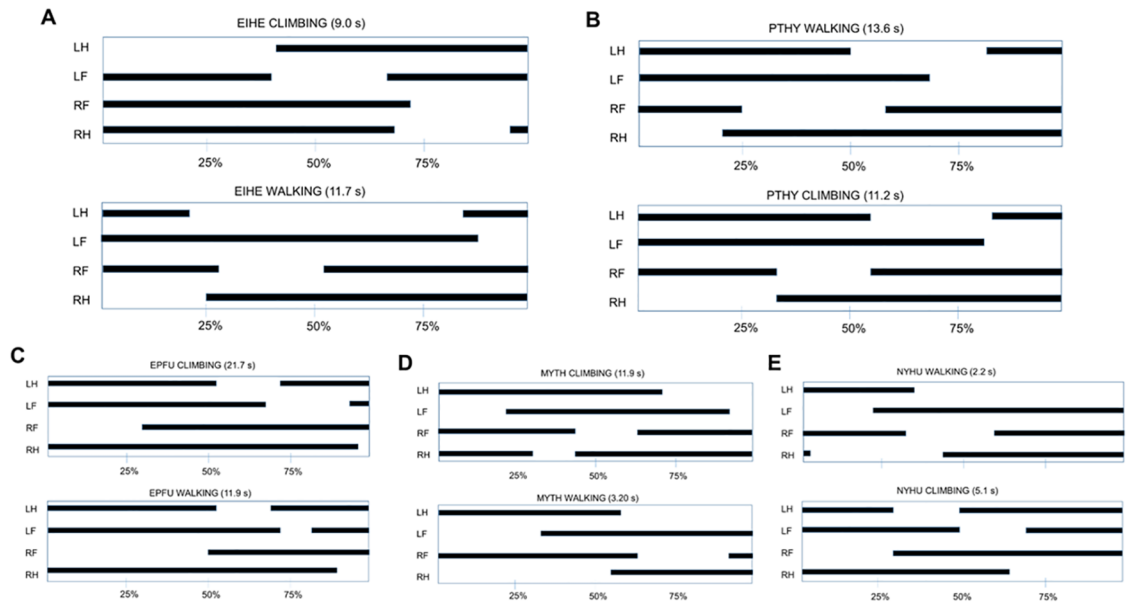 A
EIHE CLIMBING (9.0 s)
LH
LF
RF
RH
25% 50% 75%
EIHE WALKING (11.7 s)
LH
LF
RF
RH
25% 50% 75%
B
PTHY WALKING (13.6 s)
LH
LF
RF
RH
25% 50% 75%
PTHY CLIMBING (11.2 s)
LH
LF
RF
RH
25% 50% 75%
C
EPFU CLIMBING (21.7 s)
LH
LF
RF
RH
25% 50% 75%
EPFU WALKING (11.9 s)
LH
LF
RF
RH
25% 50% 75%
D
MYTH CLIMBING (11.9 s)
LH
LF
RF
RH
25% 50% 75%
MYTH WALKING (3.20 s)
LH
LF
RF
RH
25% 50% 75%
E
NYHU WALKING (2.2 s)
LH
LF
RF
RH
NYHU CLIMBING (5.1 s)
LH
LF
RF
RH
25% 50% 75%